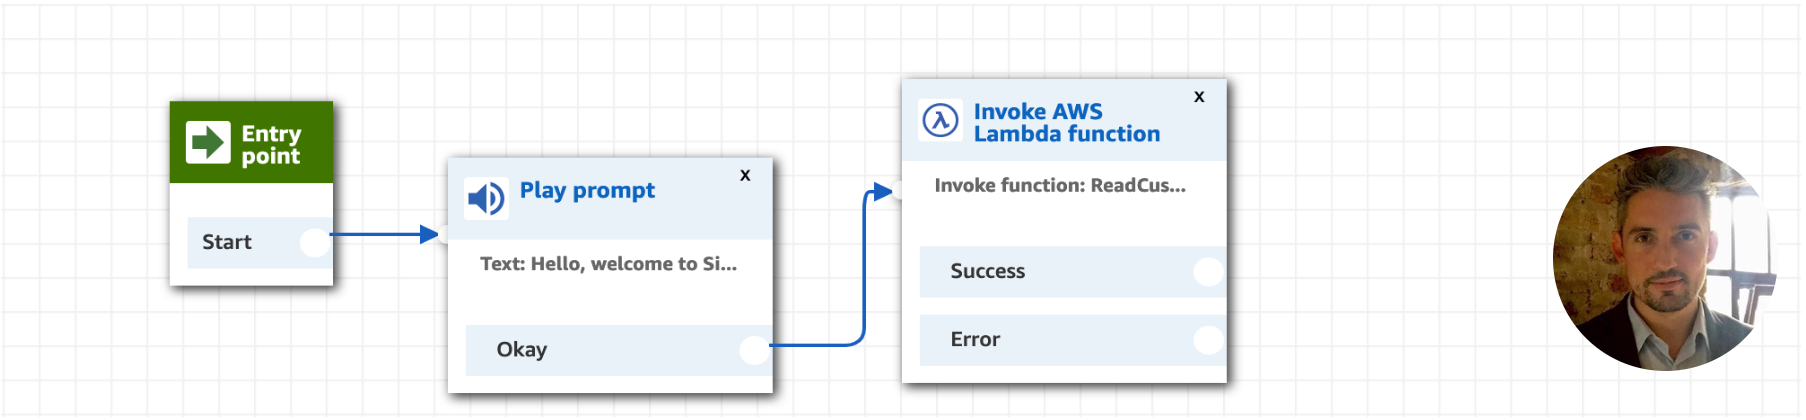 Entry
point
Start
x
Play prompt
Text: Hello, welcome to Si...
Okay
x
Invoke AWS
Lambda function
Invoke function: ReadCus...
Success
Error